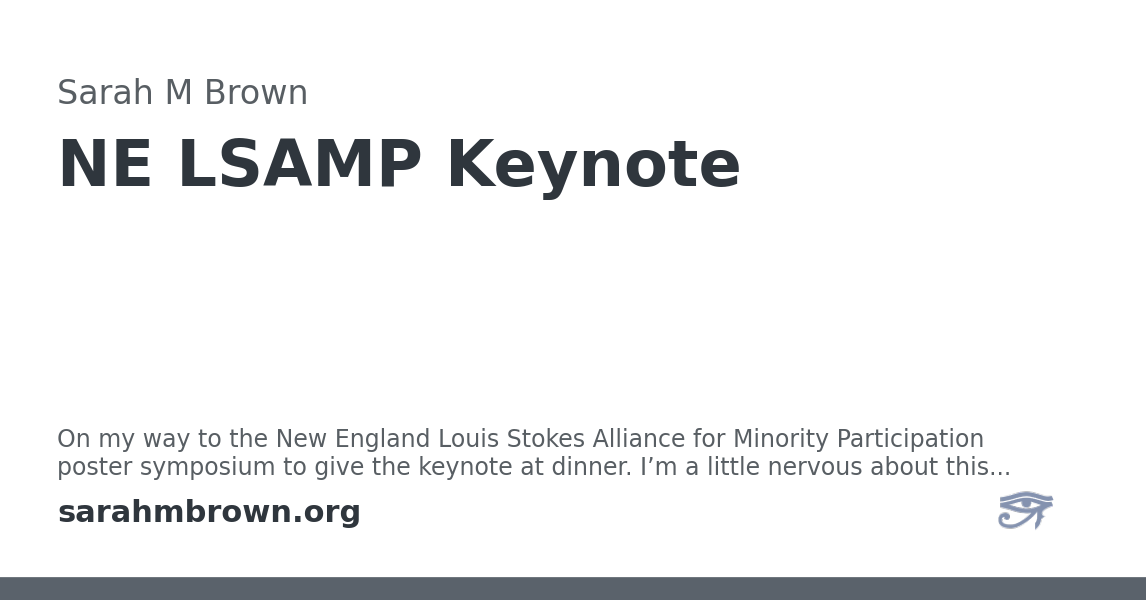 Sarah M Brown
NE LSAMP Keynote
On my way to the New England Louis Stokes Alliance for Minority Participation
poster symposium to give the keynote at dinner. I’m a little nervous about this…
sarahmbrown.org